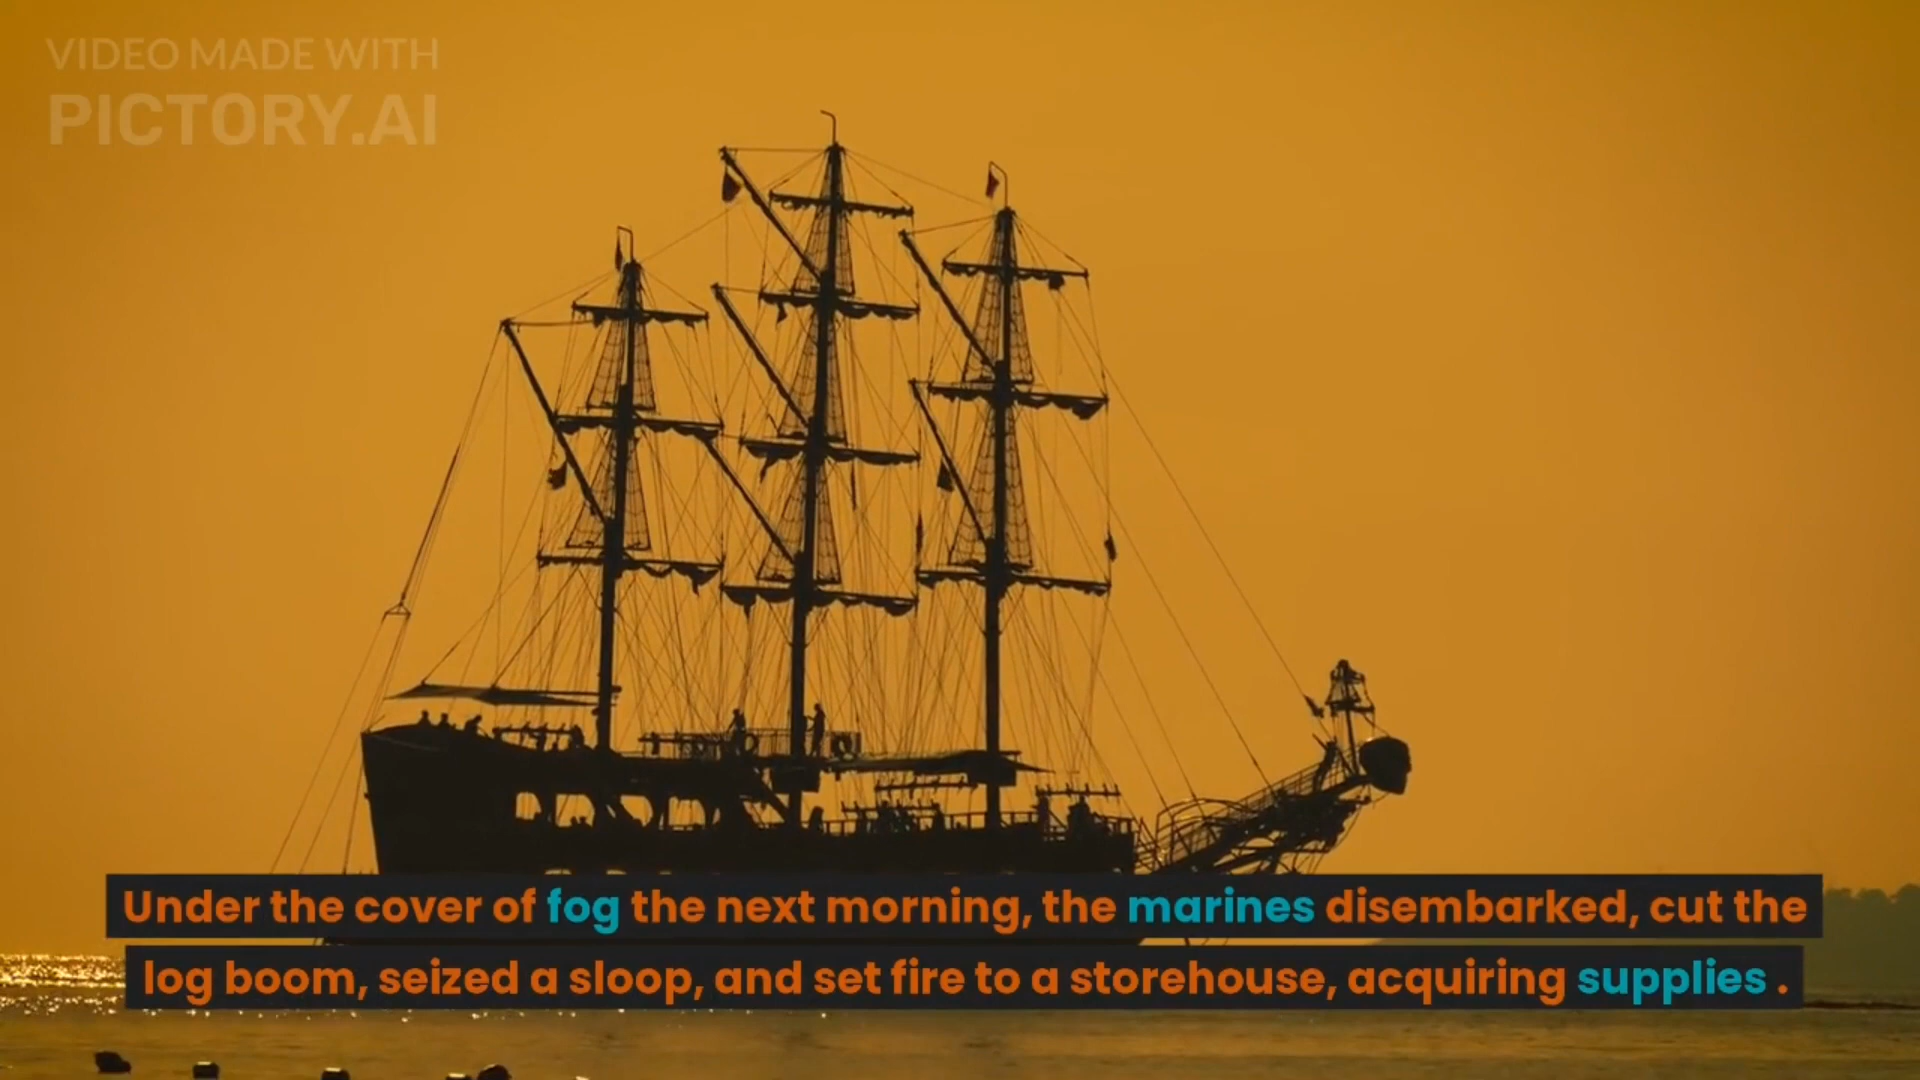 VIDEO MADE WITH
PICTORY.AI
Under the cover of fog the next morning, the marines disembarked, cut the
log boom, seized a sloop, and set fire to a storehouse, acquiring supplies .